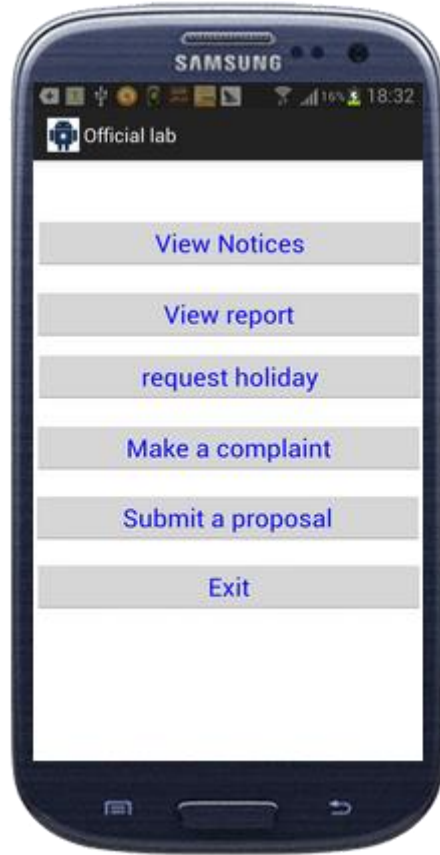 SAMSUNG
16% 18:32
Official lab
View Notices
View report
request holiday
Make a complaint
Submit a proposal
Exit